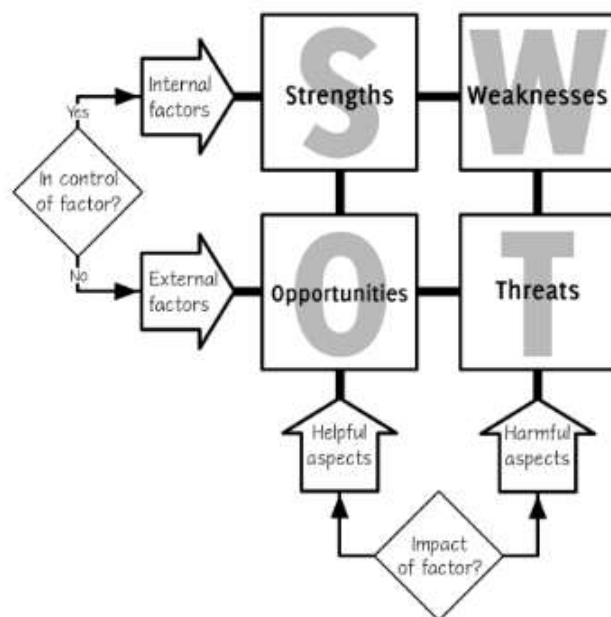 S
W
Internal
factors
Strengths
Weaknesses
Yes
In control
of factor?
No
O
T
External
factors
Opportunities
Threats
Helpful
aspects
Harmful
aspects
Impact
of factor?